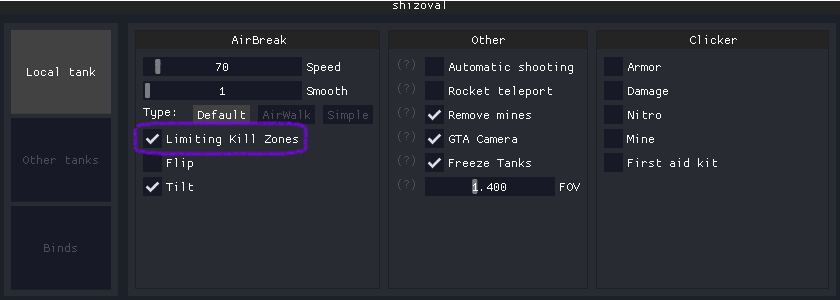 shizoval
Local tank
Other tanks
Binds
AirBreak
70 Speed
1 Smooth
Type: Default AirWalk Simple
Limiting Kill Zones
Flip
Tilt
Other
(?) Automatic shooting
(?) Rocket teleport
(?) Remove mines
(?) GTA Camera
(?) Freeze Tanks
(?) 1.400 FOV
Clicker
Armor
Damage
Nitro
Mine
First aid kit